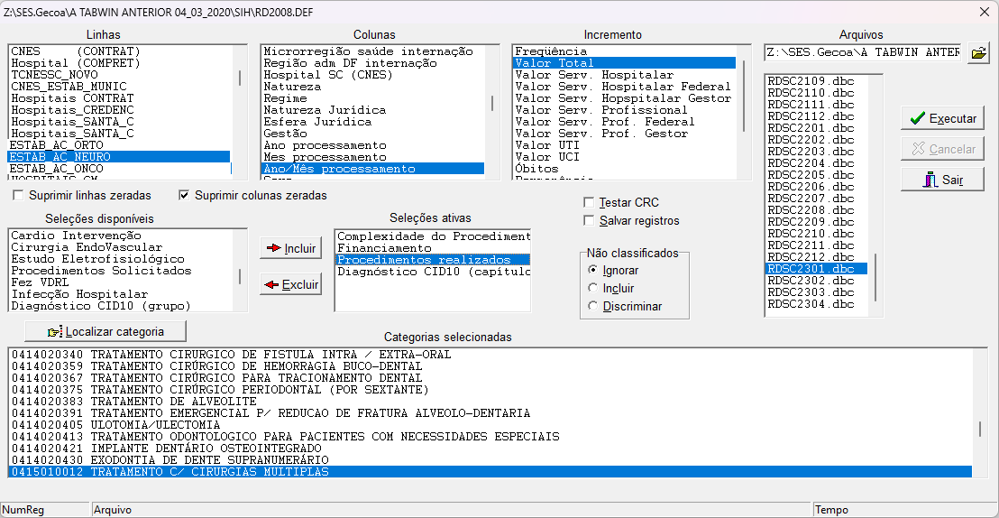 Z:\SES.Gecoa\A TABWIN ANTERIOR 04_03_2020\SIH\RD2008.DEF
Linhas
CNES    (CONTRAT)
Hospital (COMPRET)
TCNESSC_NOVO
CNES_ESTAB_MUNIC
Hospitais_CONTRAT
Hospitais_CREDENC
Hospitais_SANTA_C
Hospitais_SANTA_C
ESTAB_AC_ORTO
ESTAB_AC_NEURO
ESTAB_AC_ONCO
Colunas
Microrregião saúde internação
Região adm DF internação
Hospital SC (CNES)
Natureza
Regime
Natureza Jurídica
Esfera Jurídica
Gestão
Ano processamento
Mes processamento
Ano/Mês processamento
Incremento
Freqüência
Valor Total
Valor Serv. Hospitalar
Valor Serv. Hospitalar Federal
Valor Serv. Hopspitalar Gestor
Valor Serv. Profissional
Valor Serv. Prof. Federal
Valor Serv. Prof. Gestor
Valor UTI
Valor UCI
Óbitos
Arquivos
Z:\SES.Gecoa\A TABWIN ANTER
RDSC2109.dbc
RDSC2110.dbc
RDSC2111.dbc
RDSC2112.dbc
RDSC2201.dbc
RDSC2202.dbc
RDSC2203.dbc
RDSC2204.dbc
RDSC2205.dbc
RDSC2206.dbc
RDSC2207.dbc
RDSC2208.dbc
RDSC2209.dbc
RDSC2210.dbc
RDSC2211.dbc
RDSC2212.dbc
RDSC2301.dbc
RDSC2302.dbc
RDSC2303.dbc
RDSC2304.dbc
Executar
Cancelar
Sair
Suprimir linhas zeradas
Suprimir colunas zeradas
Testar CRC
Salvar registros
Seleções disponíveis
Cardio Intervenção
Cirurgia EndoVascular
Estudo Eletrofisiológico
Procedimentos Solicitados
Fez VDRL
Infecção Hospitalar
Diagnóstico CID10 (grupo)
Incluir
Excluir
Seleções ativas
Complexidade do Procediment
Financiamento
Procedimentos realizados
Diagnóstico CID10 (capítulo
Não classificados
Ignorar
Incluir
Discriminar
Localizar categoria
Categorias selecionadas
0414020340 TRATAMENTO CIRURGICO DE FISTULA INTRA / EXTRA-ORAL
0414020359 TRATAMENTO CIRÚRGICO DE HEMORRAGIA BUCO-DENTAL
0414020367 TRATAMENTO CIRÚRGICO PARA TRACIONAMENTO DENTAL
0414020375 TRATAMENTO CIRÚRGICO PERIODONTAL (POR SEXTANTE)
0414020383 TRATAMENTO DE ALVEOLITE
0414020391 TRATAMENTO EMERGENCIAL P/ REDUCAO DE FRATURA ALVEOLO-DENTARIA
0414020405 ULOTOMIA/ULECTOMIA
0414020413 TRATAMENTO ODONTOLOGICO PARA PACIENTES COM NECESSIDADES ESPECIAIS
0414020421 IMPLANTE DENTÁRIO OSTEOINTEGRADO
0414020430 EXODONTIA DE DENTE SUPRANUMERÁRIO
0415010012 TRATAMENTO C/ CIRURGIAS MULTIPLAS
NumReg
Arquivo
Tempo